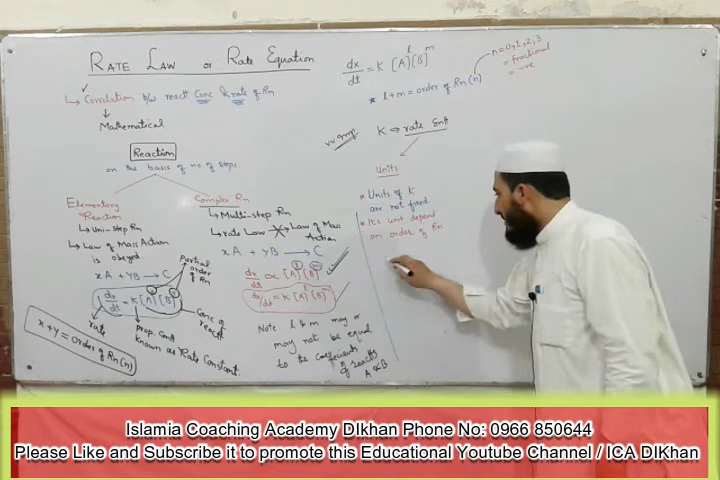 RATE LAW or RATE EQUATION
Correlation b/w react Conc & rate of Rn
Mathematical
Reaction
on the basis of no of steps
Elementary
Reaction
Uni-step Rn
Law of Mass Action
is obeyed
xA + yB → C
dx/dt = K [A]ˣ [B]ʸ
Partial
order
of Rn
rate
prop. Cnst
known as Rate Constant.
Conc of
react
x+y = order of Rn (n)
Complex Rn
Multi-step Rn
rate Law Law of Mass
Action
xA + yB → C
dx/dt ∝ [A]ˡ [B]ᵐ
dx/dt = K [A]ˡ [B]ᵐ
Note: l & m may or
may not be equal
to the coefficients
of reacts
A & B
dx/dt = K [A]ˡ [B]ᵐ
n = 0, 1, 2, 3
= fractional
= -ive
* l+m = order of Rn (n)
K ⇔ rate Cnst
Units
* Units of K
are not fixed.
* It's unit depend
on order of Rn
Islamia Coaching Academy DIkhan Phone No: 0966 850644
Please Like and Subscribe it to promote this Educational Youtube Channel / ICA DIKhan